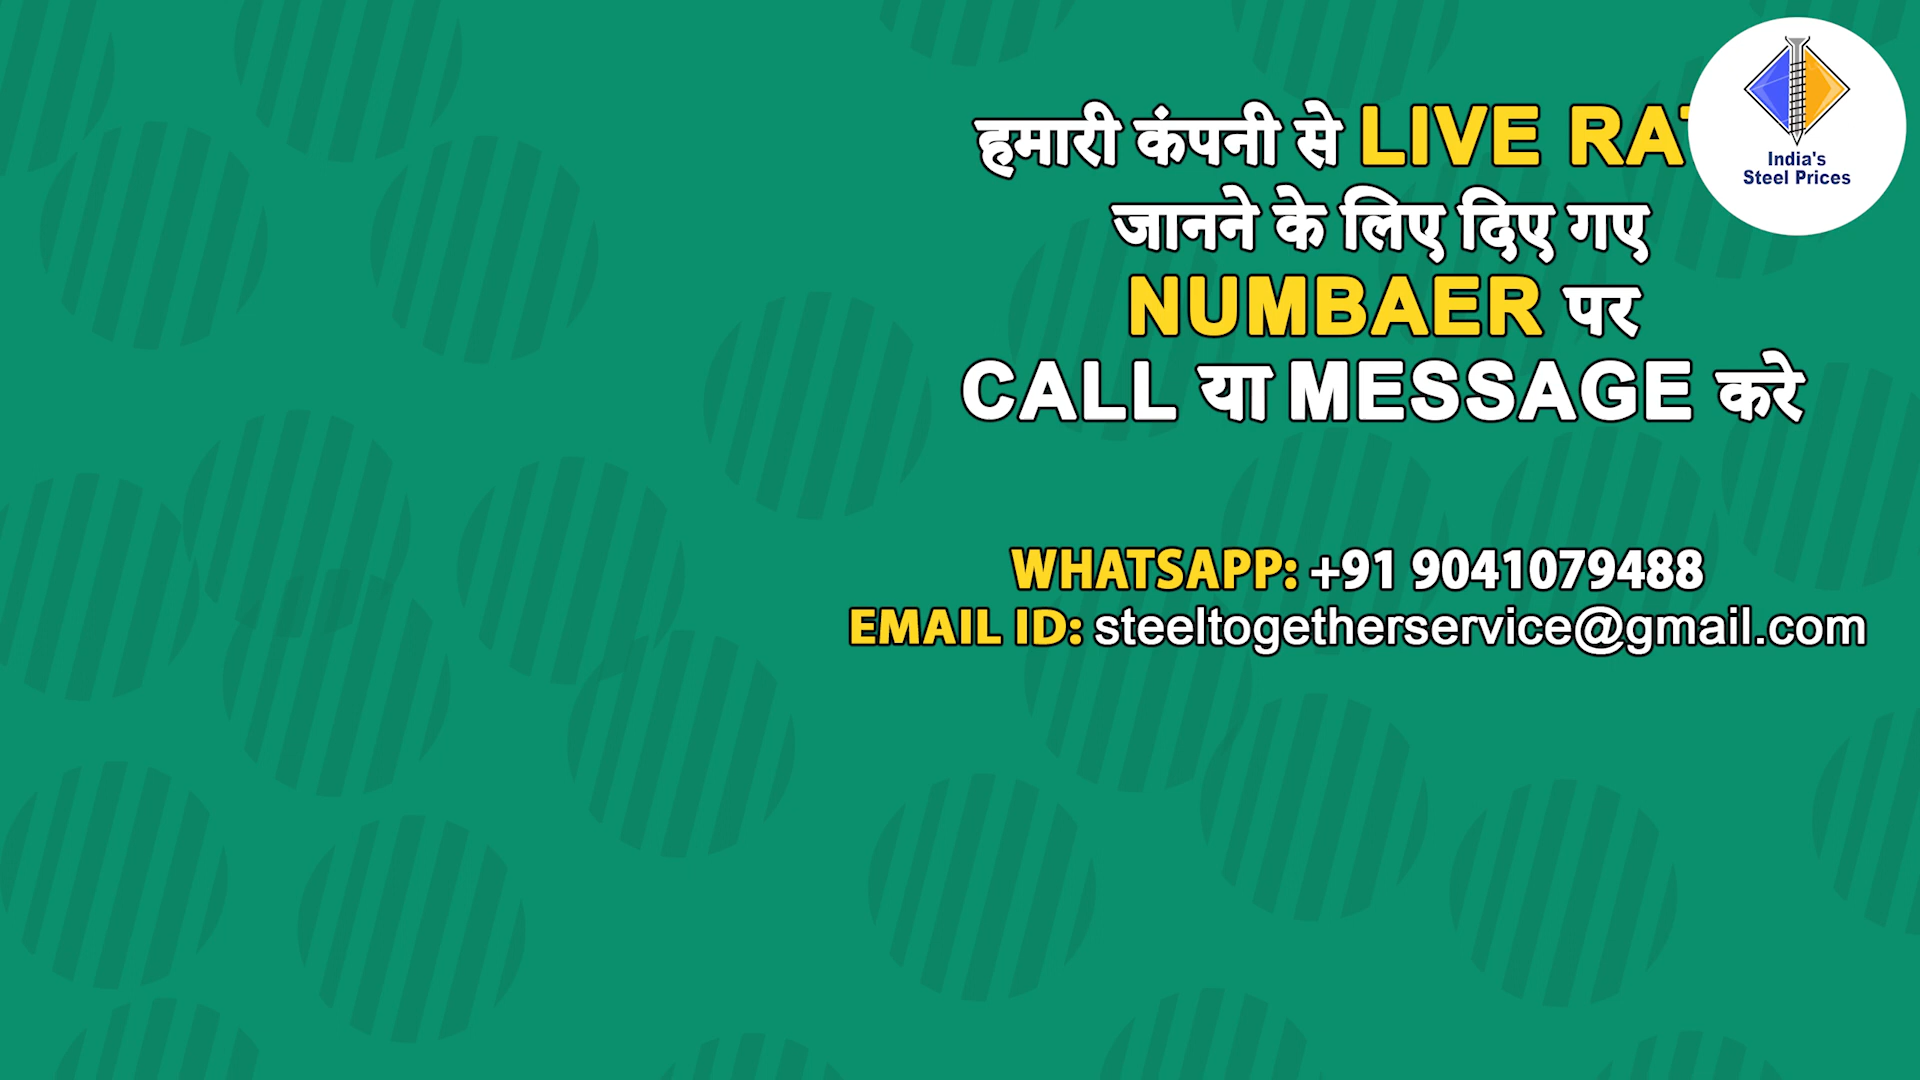 हमारी कंपनी से LIVE
जानने के लिए दिए गए
NUMBAER पर
CALL या MESSAGE करे
WHATSAPP: +91 9041079488
EMAIL ID: steeltogetherservice@gmail.com
India's
Steel Prices